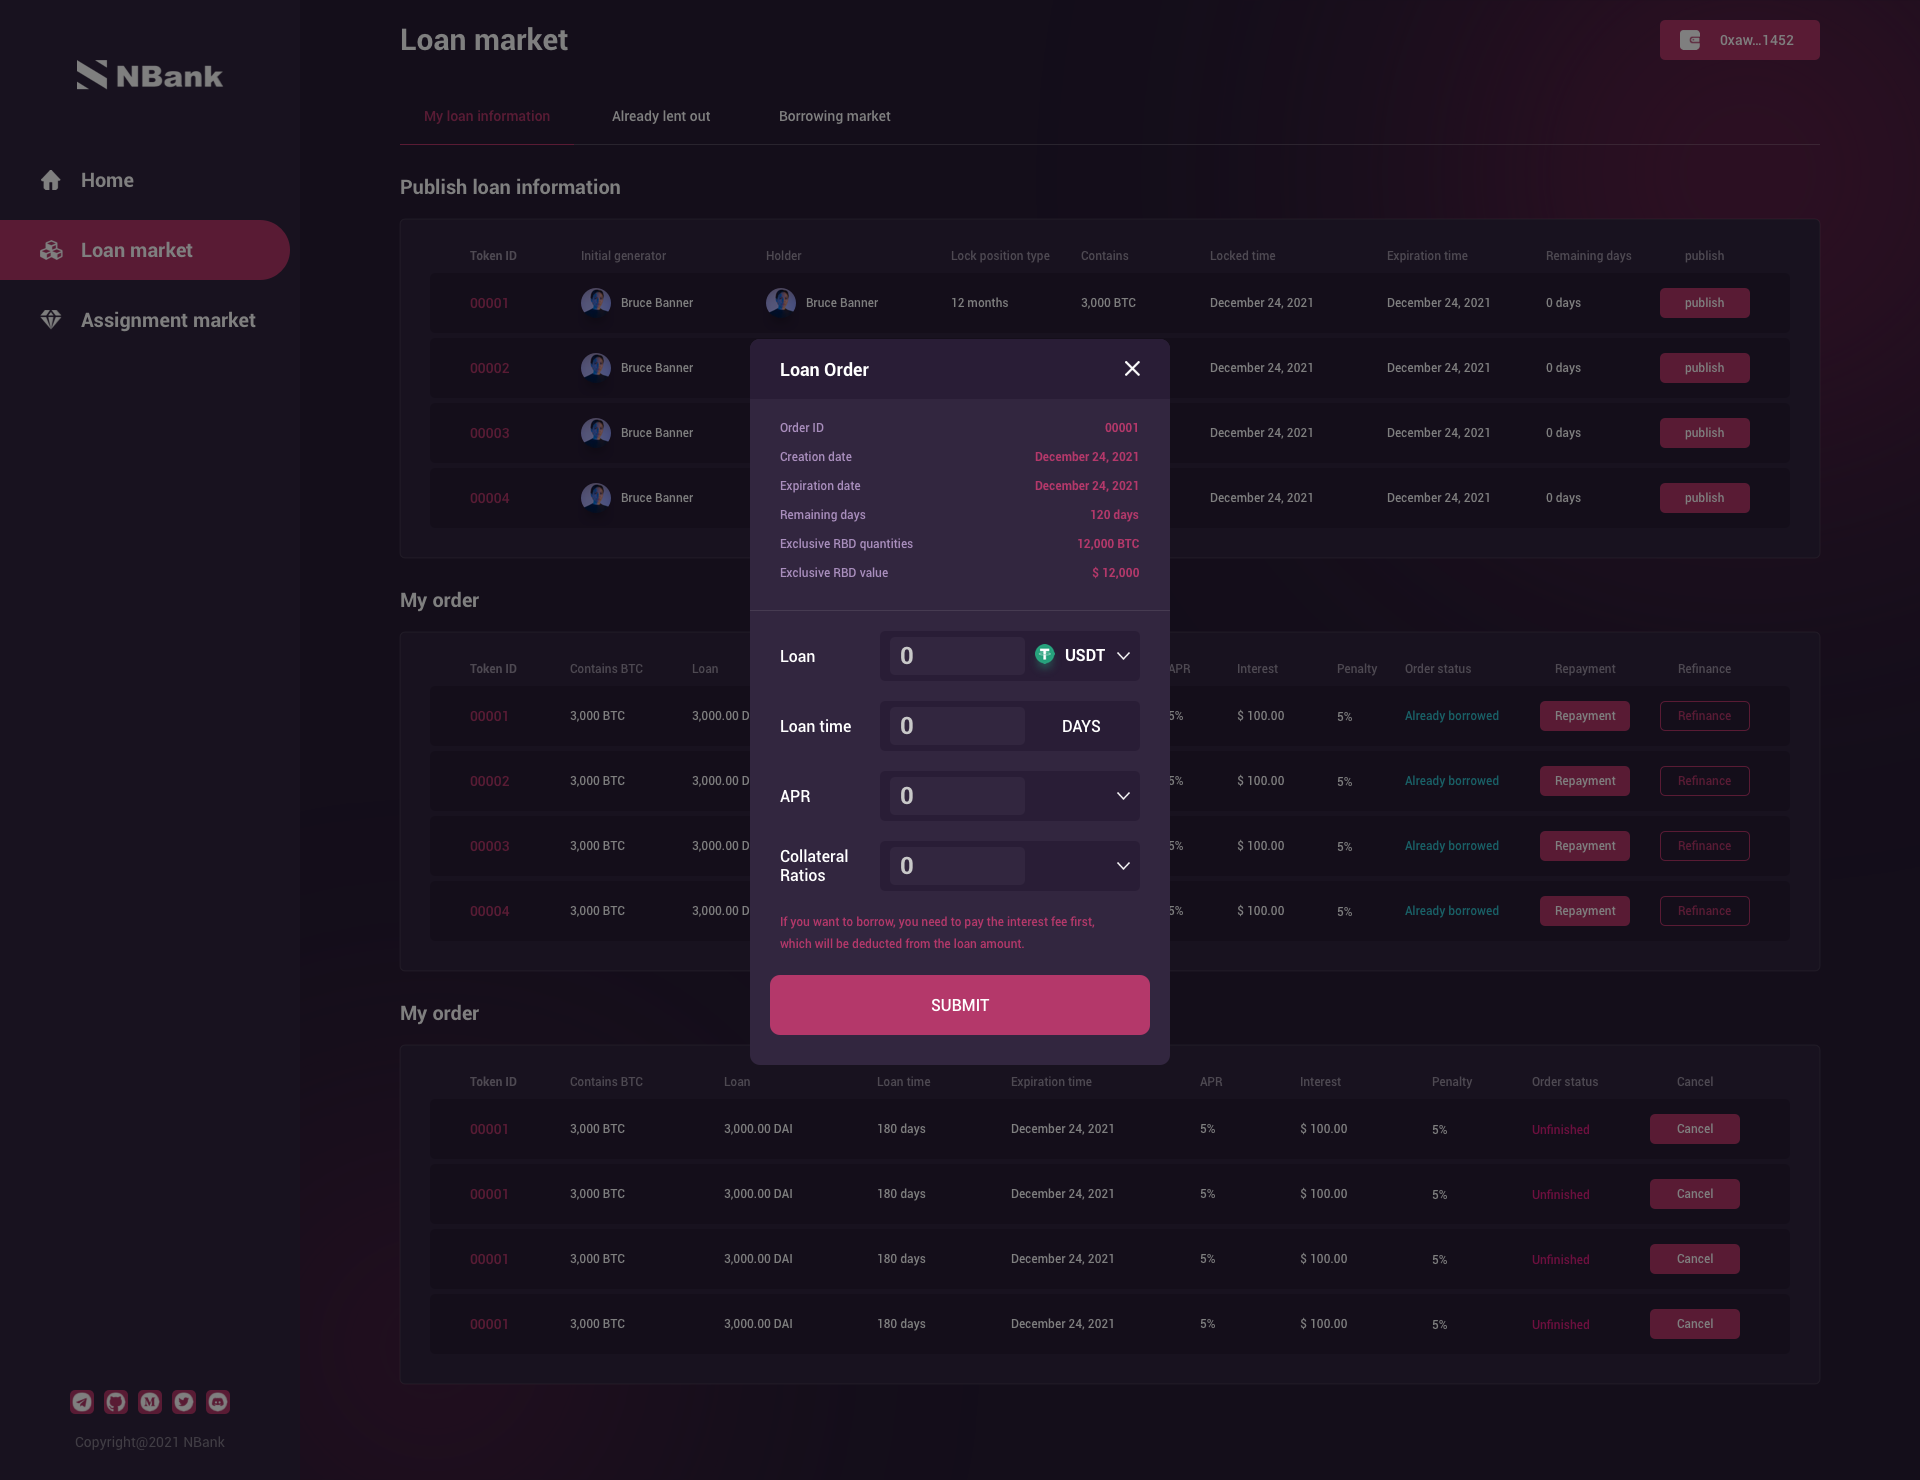 NBank
Home
Loan market
Assignment market
Copyright@2021 NBank
Loan market
0xaw...1452
My loan information Already lent out Borrowing market
Publish loan information
Token ID Initial generator Holder Lock position type Contains Locked time Expiration time Remaining days publish
00001 Bruce Banner Bruce Banner 12 months 3,000 BTC December 24, 2021 December 24, 2021 0 days publish
00002 Bruce Banner December 24, 2021 December 24, 2021 0 days publish
00003 Bruce Banner December 24, 2021 December 24, 2021 0 days publish
00004 Bruce Banner December 24, 2021 December 24, 2021 0 days publish
My order
Token ID Contains BTC Loan APR Interest Penalty Order status Repayment Refinance
00001 3,000 BTC 3,000.00 D 5% $ 100.00 5% Already borrowed Repayment Refinance
00002 3,000 BTC 3,000.00 D 5% $ 100.00 5% Already borrowed Repayment Refinance
00003 3,000 BTC 3,000.00 D 5% $ 100.00 5% Already borrowed Repayment Refinance
00004 3,000 BTC 3,000.00 D 5% $ 100.00 5% Already borrowed Repayment Refinance
My order
Token ID Contains BTC Loan Loan time Expiration time APR Interest Penalty Order status Cancel
00001 3,000 BTC 3,000.00 DAI 180 days December 24, 2021 5% $ 100.00 5% Unfinished Cancel
00001 3,000 BTC 3,000.00 DAI 180 days December 24, 2021 5% $ 100.00 5% Unfinished Cancel
00001 3,000 BTC 3,000.00 DAI 180 days December 24, 2021 5% $ 100.00 5% Unfinished Cancel
00001 3,000 BTC 3,000.00 DAI 180 days December 24, 2021 5% $ 100.00 5% Unfinished Cancel
Loan Order
Order ID 00001
Creation date December 24, 2021
Expiration date December 24, 2021
Remaining days 120 days
Exclusive RBD quantities 12,000 BTC
Exclusive RBD value $ 12,000
Loan 0 USDT
Loan time 0 DAYS
APR 0
Collateral
Ratios 0
If you want to borrow, you need to pay the interest fee first,
which will be deducted from the loan amount.
SUBMIT